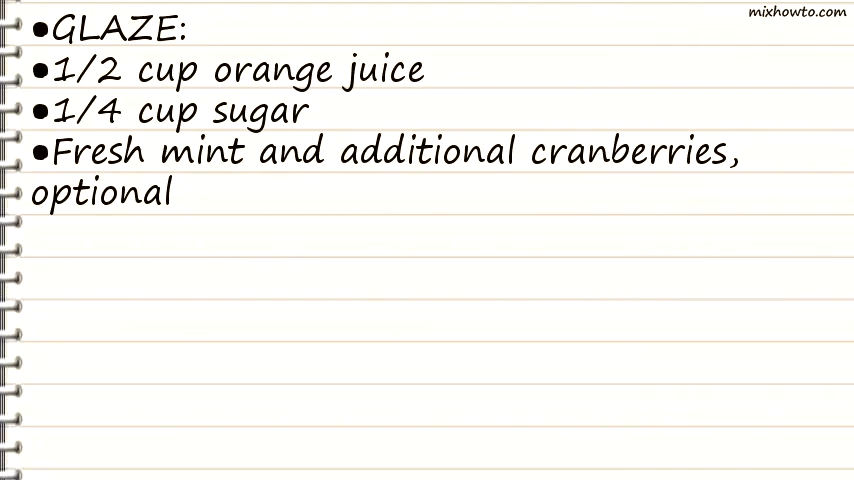 mixhowto.com
•GLAZE:
•1/2 cup orange juice
•1/4 cup sugar
•Fresh mint and additional cranberries,
optional